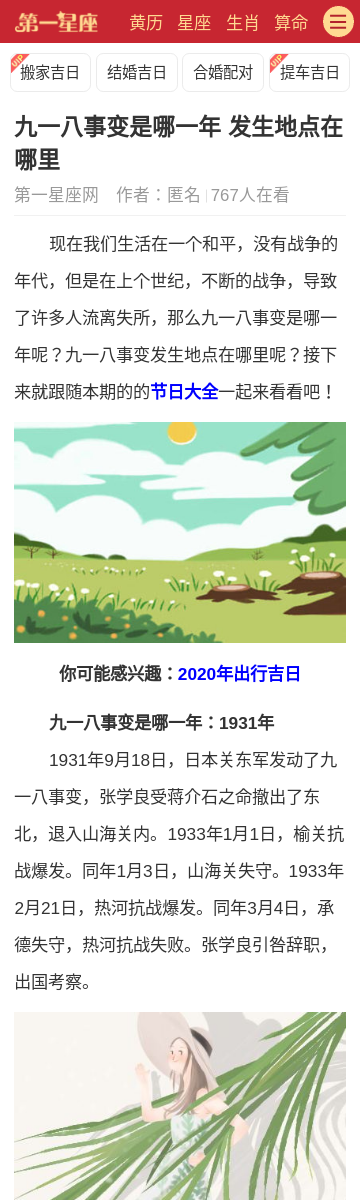 第一星座 黄历 星座 生肖 算命
VIP 搬家吉日 结婚吉日 合婚配对 VIP 提车吉日
九一八事变是哪一年 发生地点在
哪里
第一星座网 作者：匿名 767人在看
现在我们生活在一个和平，没有战争的
年代，但是在上个世纪，不断的战争，导致
了许多人流离失所，那么九一八事变是哪一
年呢？九一八事变发生地点在哪里呢？接下
来就跟随本期的的节日大全一起来看看吧！
你可能感兴趣：2020年出行吉日
九一八事变是哪一年：1931年
1931年9月18日，日本关东军发动了九
一八事变，张学良受蒋介石之命撤出了东
北，退入山海关内。1933年1月1日，榆关抗
战爆发。同年1月3日，山海关失守。1933年
2月21日，热河抗战爆发。同年3月4日，承
德失守，热河抗战失败。张学良引咎辞职，
出国考察。